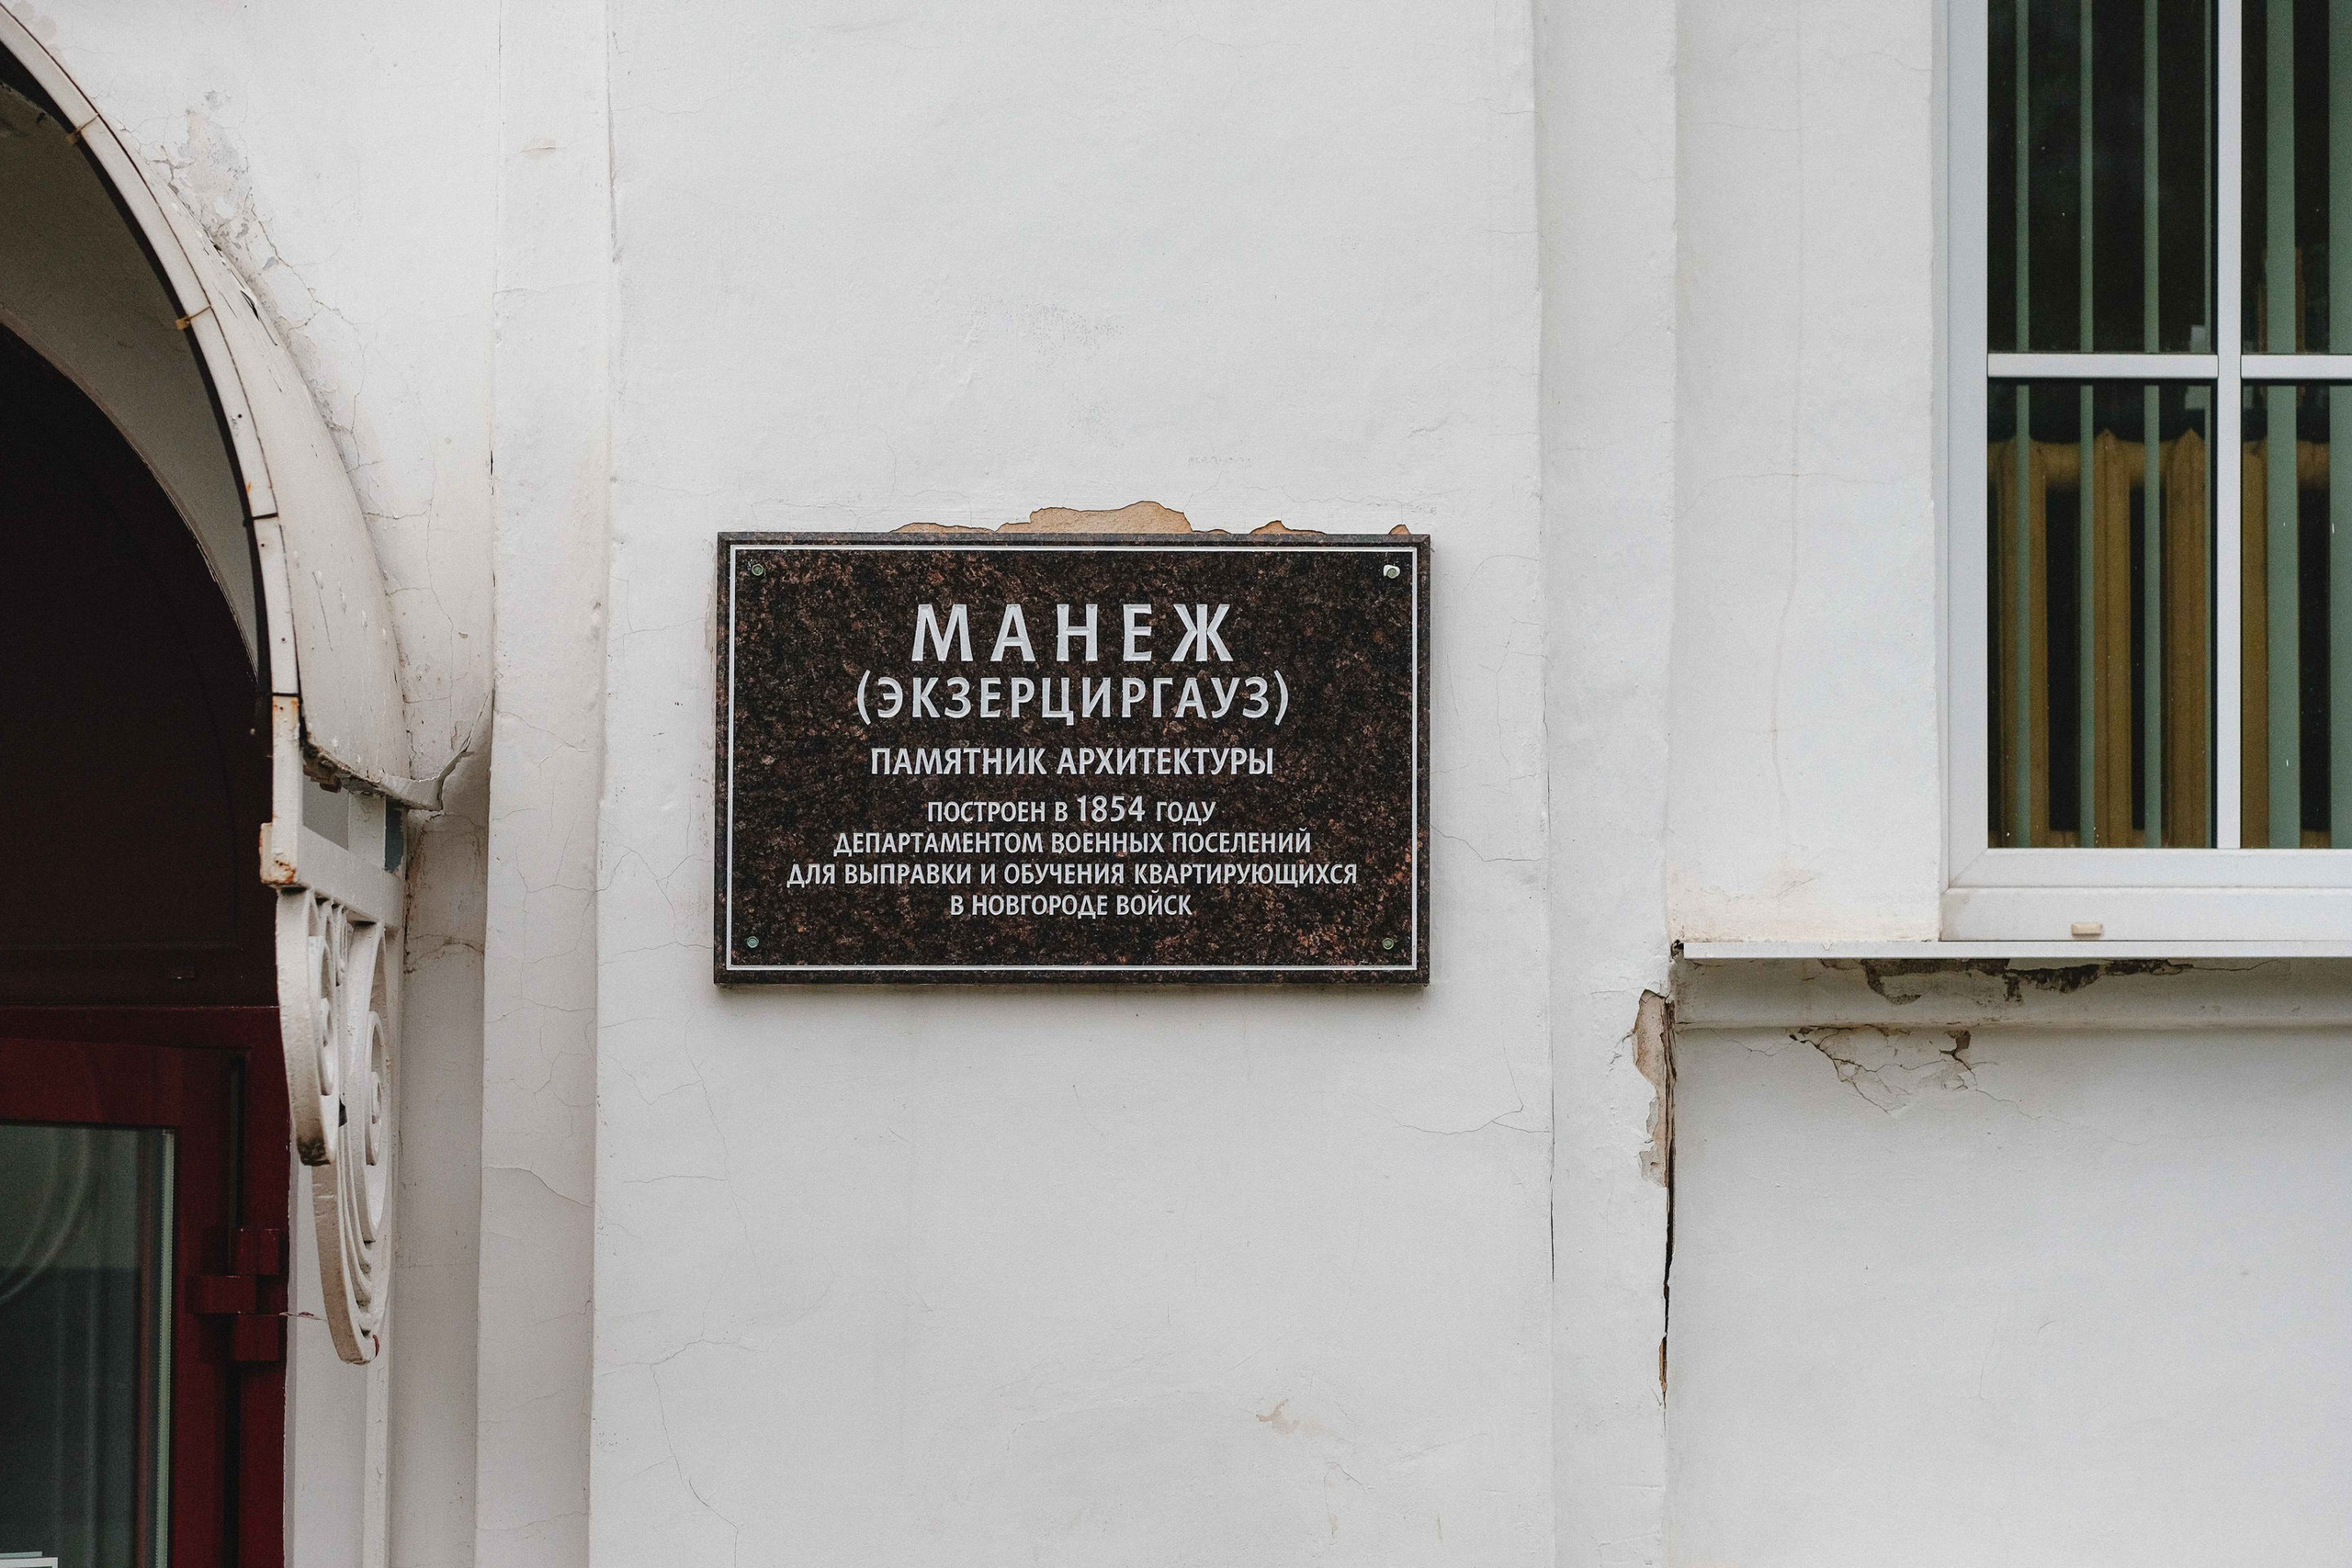 МАНЕЖ
(ЭКЗЕРЦИРГАУЗ)
ПАМЯТНИК АРХИТЕКТУРЫ
ПОСТРОЕН В 1854 ГОДУ
ДЕПАРТАМЕНТОМ ВОЕННЫХ ПОСЕЛЕНИЙ
ДЛЯ ВЫПРАВКИ И ОБУЧЕНИЯ КВАРТИРУЮЩИХСЯ
В НОВГОРОДЕ ВОЙСК